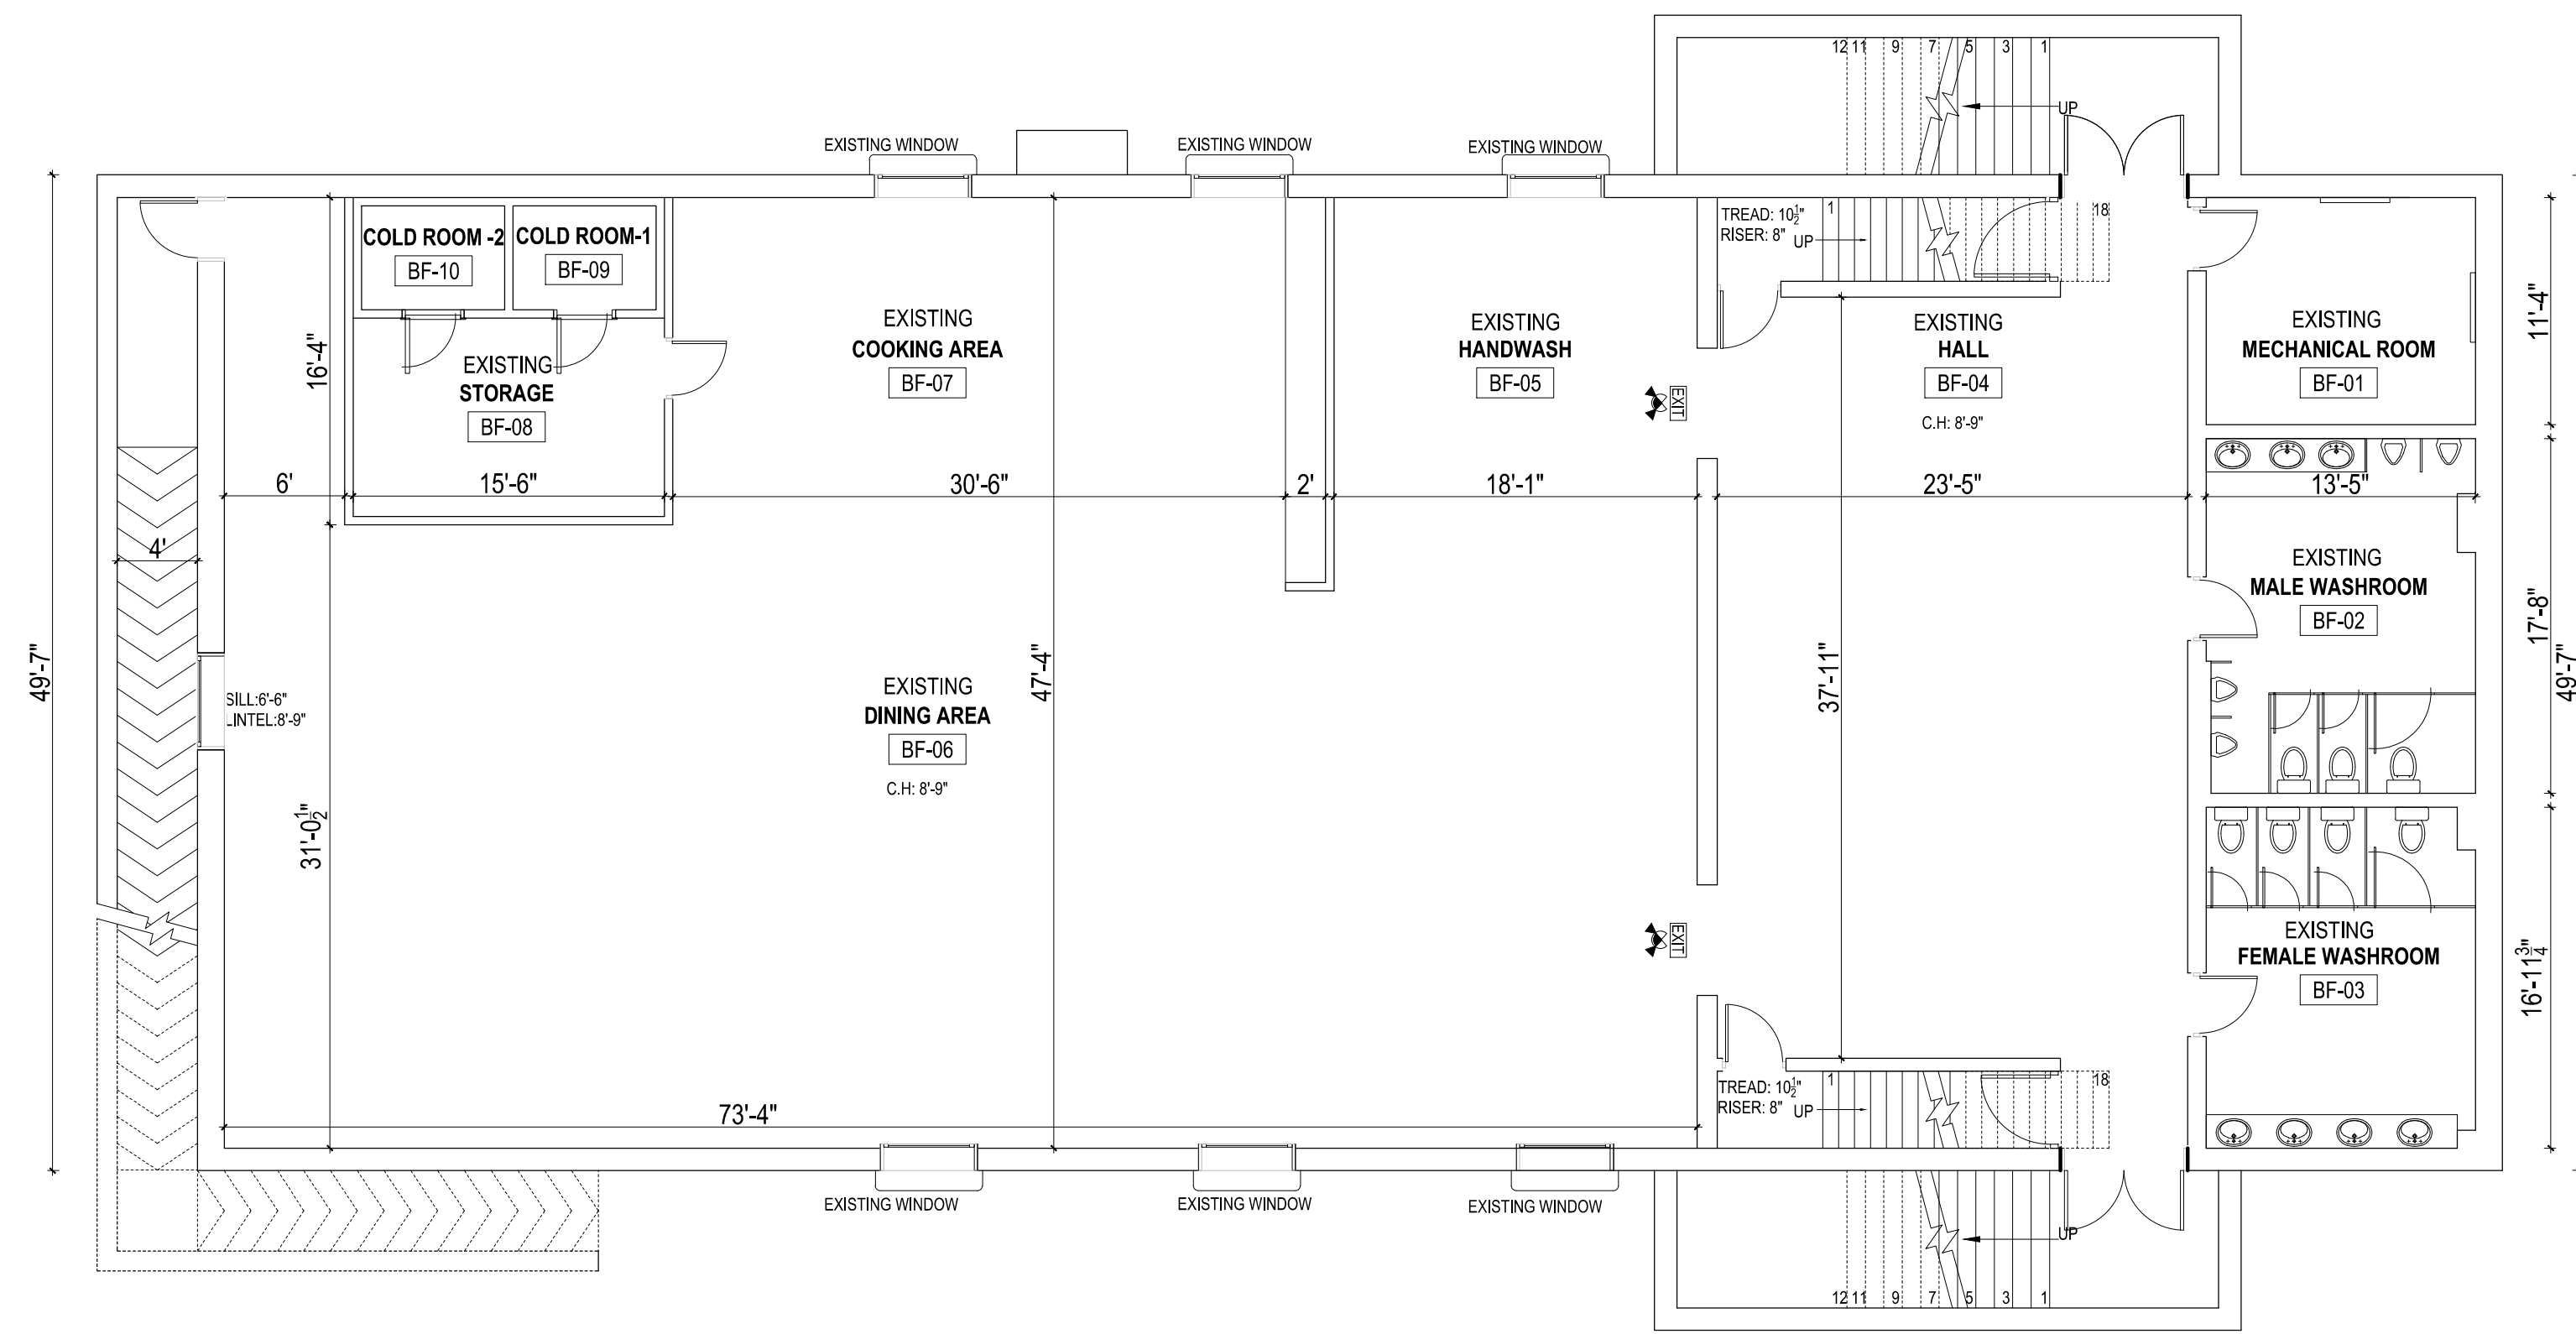 12 11 9 7 5 3 1
UP
EXISTING WINDOW
EXISTING WINDOW
EXISTING WINDOW
COLD ROOM -2
BF-10
COLD ROOM-1
BF-09
TREAD: 10½"
RISER: 8"
UP
1
18
EXISTING
STORAGE
BF-08
EXISTING
COOKING AREA
BF-07
EXISTING
HANDWASH
BF-05
EXIT
EXISTING
HALL
BF-04
C.H: 8'-9"
EXISTING
MECHANICAL ROOM
BF-01
11'-4"
16'-4"
6'
15'-6"
30'-6"
2'
18'-1"
23'-5"
13'-5"
4'
49'-7"
SILL:6'-6"
LINTEL:8'-9"
47'-4"
37'-11"
EXISTING
MALE WASHROOM
BF-02
17'-8"
49'-7"
EXISTING
DINING AREA
BF-06
C.H: 8'-9"
31'-0½"
EXIT
EXISTING
FEMALE WASHROOM
BF-03
16'-11¾"
73'-4"
TREAD: 10½"
RISER: 8"
UP
1
18
EXISTING WINDOW
EXISTING WINDOW
EXISTING WINDOW
UP
12 11 9 7 5 3 1